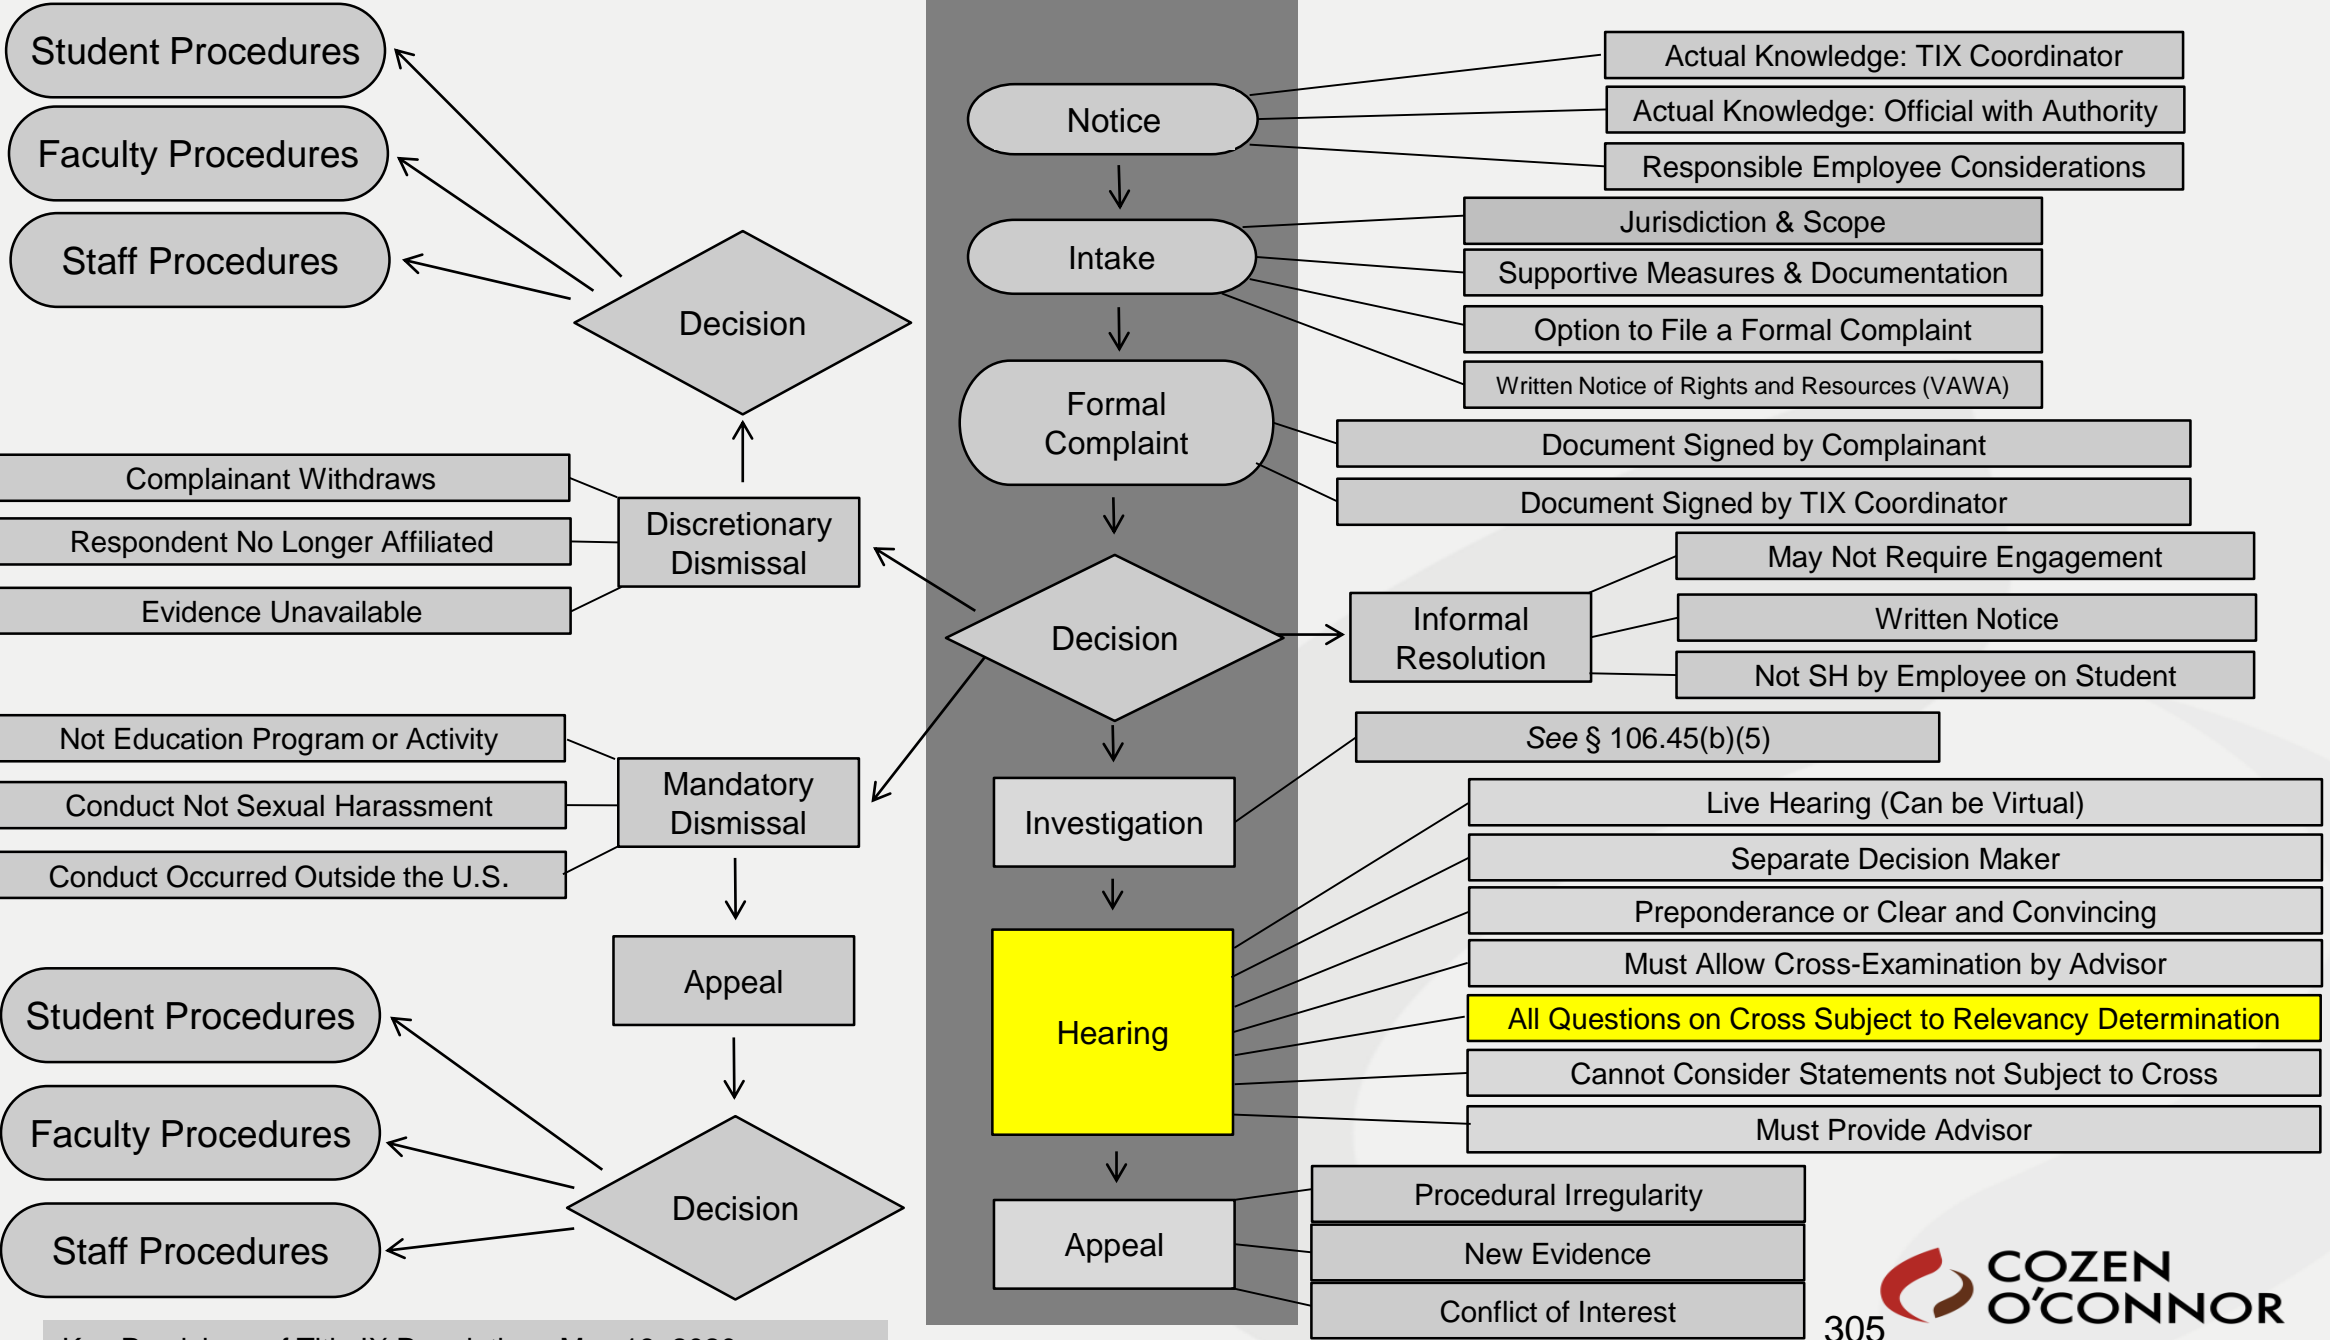 Student Procedures
Faculty Procedures
Staff Procedures
Decision
Complainant Withdraws
Respondent No Longer Affiliated
Evidence Unavailable
Discretionary
Dismissal
Not Education Program or Activity
Conduct Not Sexual Harassment
Conduct Occurred Outside the U.S.
Mandatory
Dismissal
Appeal
Student Procedures
Faculty Procedures
Staff Procedures
Decision
Notice
Actual Knowledge: TIX Coordinator
Actual Knowledge: Official with Authority
Responsible Employee Considerations
Intake
Jurisdiction & Scope
Supportive Measures & Documentation
Option to File a Formal Complaint
Written Notice of Rights and Resources (VAWA)
Formal
Complaint
Document Signed by Complainant
Document Signed by TIX Coordinator
Decision
Informal
Resolution
May Not Require Engagement
Written Notice
Not SH by Employee on Student
Investigation
See § 106.45(b)(5)
Hearing
Live Hearing (Can be Virtual)
Separate Decision Maker
Preponderance or Clear and Convincing
Must Allow Cross-Examination by Advisor
All Questions on Cross Subject to Relevancy Determination
Cannot Consider Statements not Subject to Cross
Must Provide Advisor
Appeal
Procedural Irregularity
New Evidence
Conflict of Interest
305
COZEN
O'CONNOR